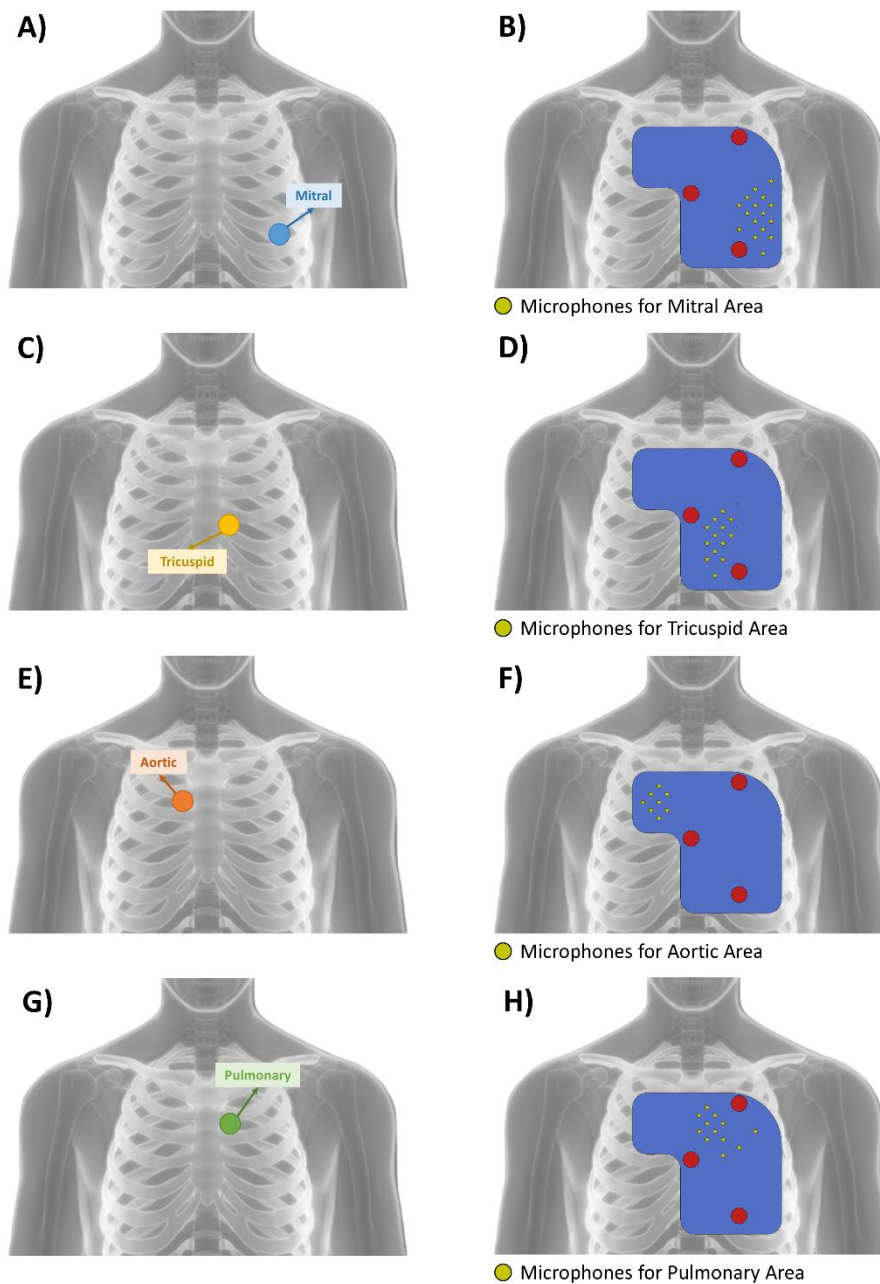 A)
B)
Mitral
Microphones for Mitral Area
C)
D)
Tricuspid
Microphones for Tricuspid Area
E)
F)
Aortic
Microphones for Aortic Area
G)
H)
Pulmonary
Microphones for Pulmonary Area